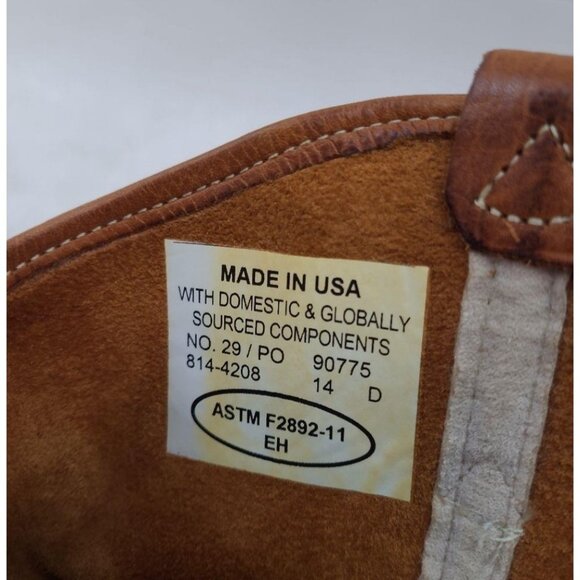 MADE IN USA
WITH DOMESTIC & GLOBALLY
SOURCED COMPONENTS
NO. 29 / PO 90775
814-4208 14 D
ASTM F2892-11
EH